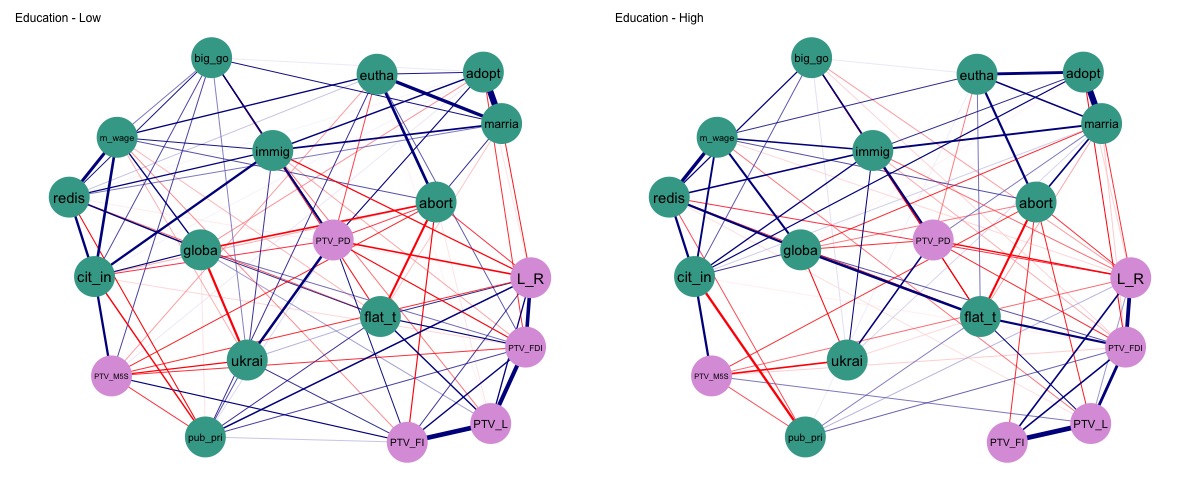 Education - Low
big_go
eutha
adopt
marria
m_wage
immig
redis
abort
PTV_PD
globa
cit_in
L_R
flat_t
PTV_FDI
ukrai
PTV_M5S
PTV_L
pub_pri
PTV_FI
Education - High
big_go
eutha
adopt
marria
m_wage
immig
redis
abort
PTV_PD
globa
cit_in
L_R
flat_t
PTV_FDI
ukrai
PTV_M5S
PTV_L
pub_pri
PTV_FI